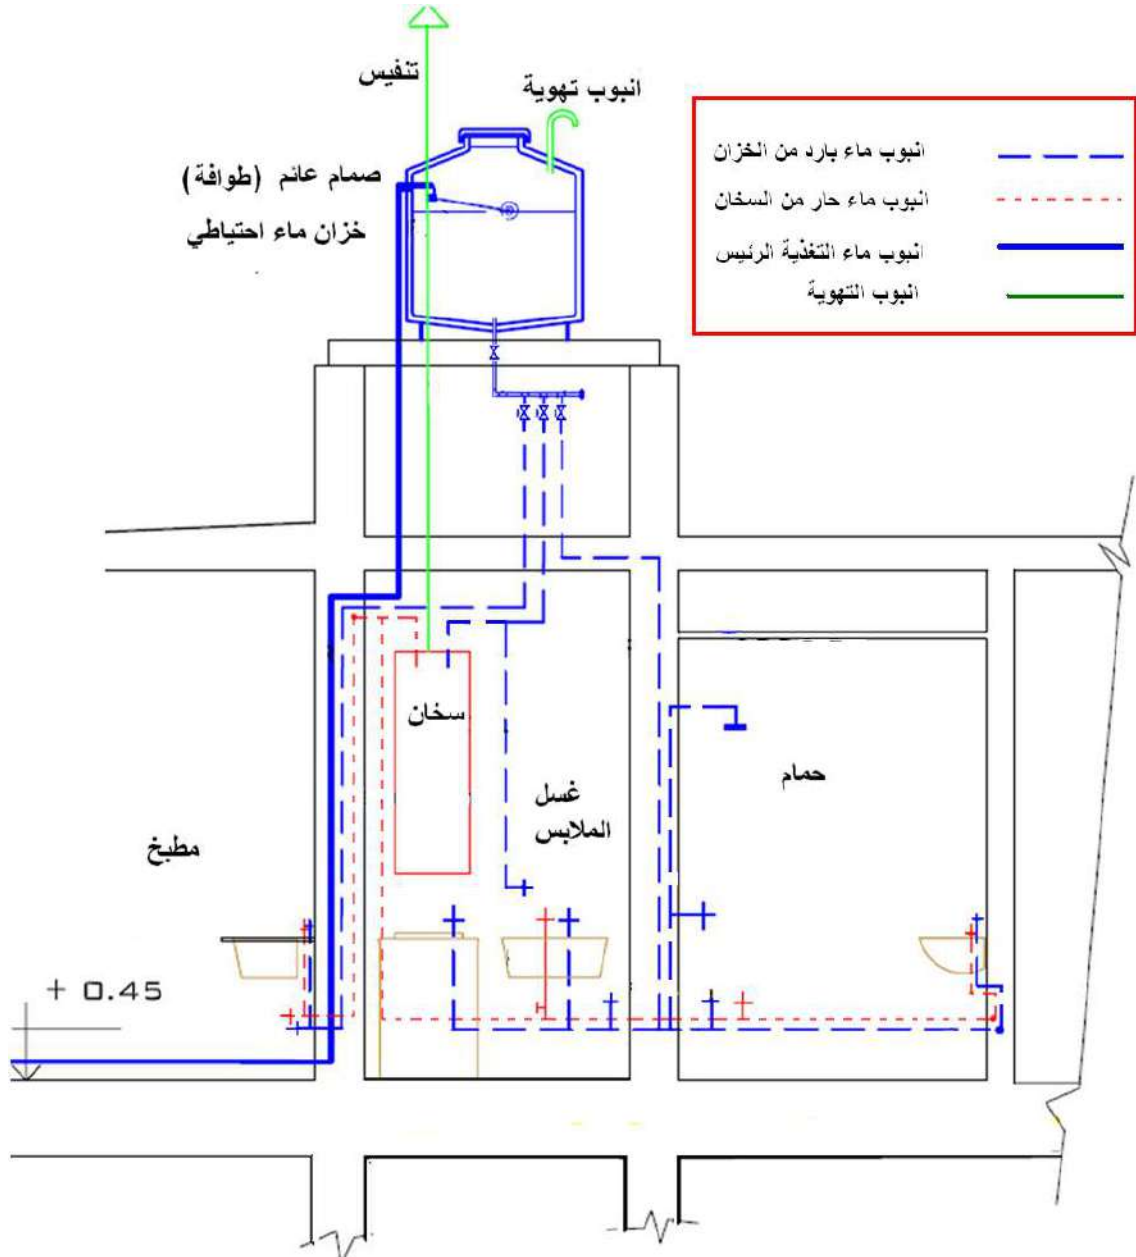 تنفيس
انبوب تهوية
صمام عائم (طوافة)
خزان ماء احتياطي
انبوب ماء بارد من الخزان
انبوب ماء حار من السخان
انبوب ماء التغذية الرئيس
انبوب التهوية
سخان
حمام
غسل
الملابس
مطبخ
+ 0.45